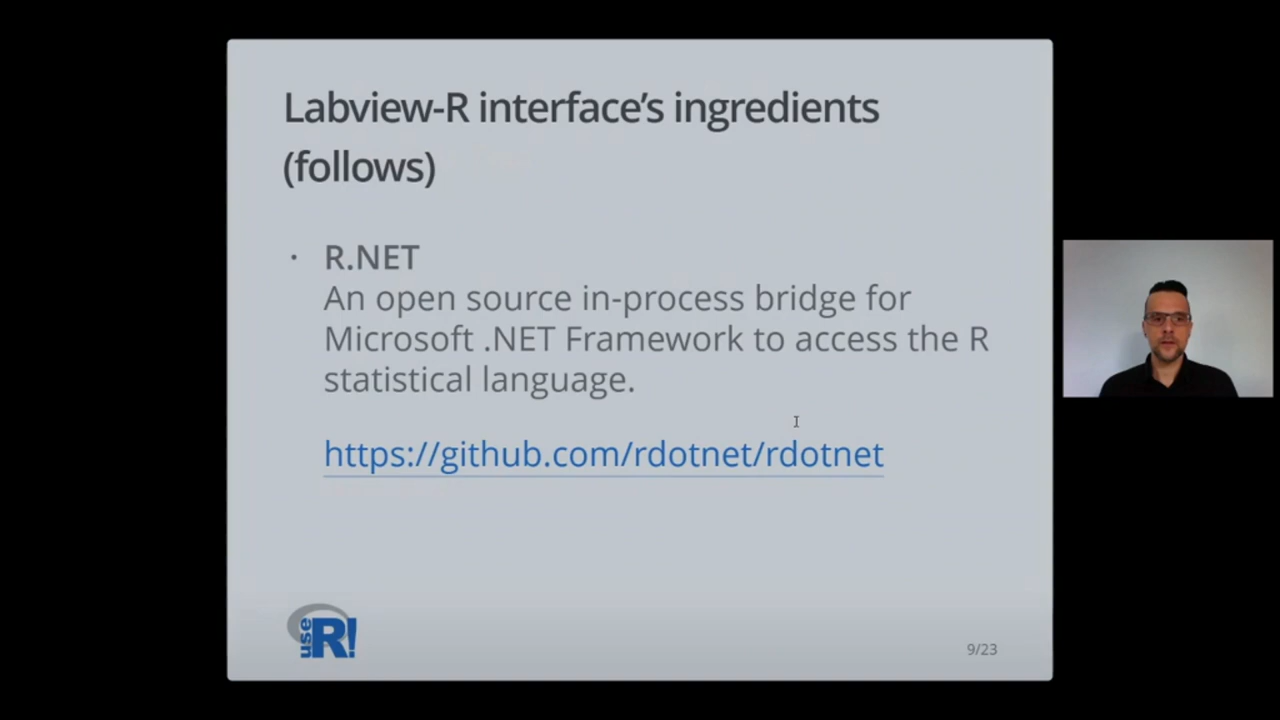 Labview-R interface's ingredients
(follows)
· R.NET
An open source in-process bridge for
Microsoft .NET Framework to access the R
statistical language.
https://github.com/rdotnet/rdotnet
use R!
9/23